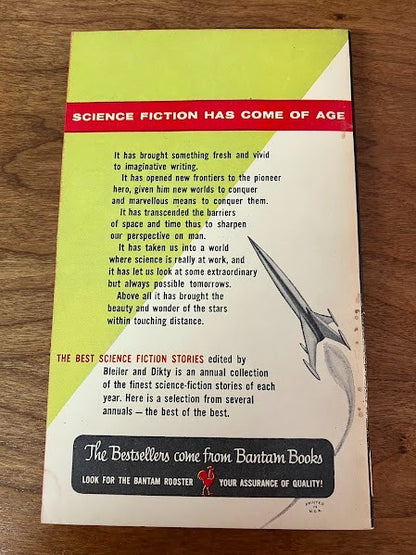 SCIENCE FICTION HAS COME OF AGE
It has brought something fresh and vivid
to imaginative writing.
It has opened new frontiers to the pioneer
hero, given him new worlds to conquer
and marvellous means to conquer them.
It has transcended the barriers
of space and time thus to sharpen
our perspective on man.
It has taken us into a world
where science is really at work, and
it has let us look at some extraordinary
but always possible tomorrows.
Above all it has brought the
beauty and wonder of the stars
within touching distance.
THE BEST SCIENCE FICTION STORIES edited by
Bleiler and Dikty is an annual collection
of the finest science-fiction stories of each
year. Here is a selection from several
annuals — the best of the best.
The Bestsellers come from Bantam Books
LOOK FOR THE BANTAM ROOSTER YOUR ASSURANCE OF QUALITY!
PRINTED
IN
U.S.A.